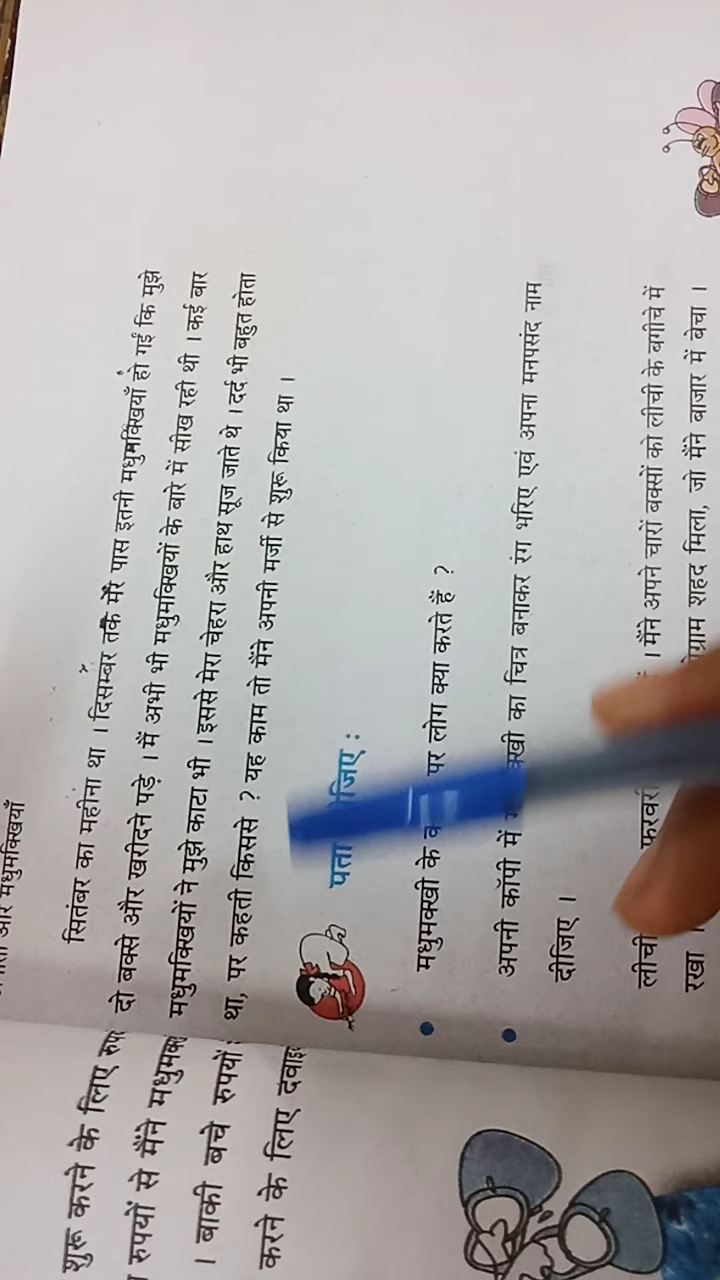 और मधुमक्खियाँ
सितंबर का महीना था । दिसम्बर तक मेरे पास इतनी मधुमक्खियाँ हो गईं कि मुझे
दो बक्से और खरीदने पड़े । मैं अभी भी मधुमक्खियों के बारे में सीख रही थी । कई बार
मधुमक्खियों ने मुझे काटा भी । इससे मेरा चेहरा और हाथ सूज जाते थे । दर्द भी बहुत होता
था, पर कहती किससे ? यह काम तो मैंने अपनी मर्जी से शुरू किया था ।
पता जिए :
मधुमक्खी के पर लोग क्या करते हैं ?
अपनी कॉपी में का चित्र बनाकर रंग भरिए एवं अपना मनपसंद नाम
दीजिए ।
लीची फरवरी । मैंने अपने चारों बक्सों को लीची के बगीचे में
रखा । शहद मिला, जो मैंने बाजार में बेचा ।
शुरू करने के लिए
रुपयों से मैंने
। बाकी बचे रुपयों
करने के लिए